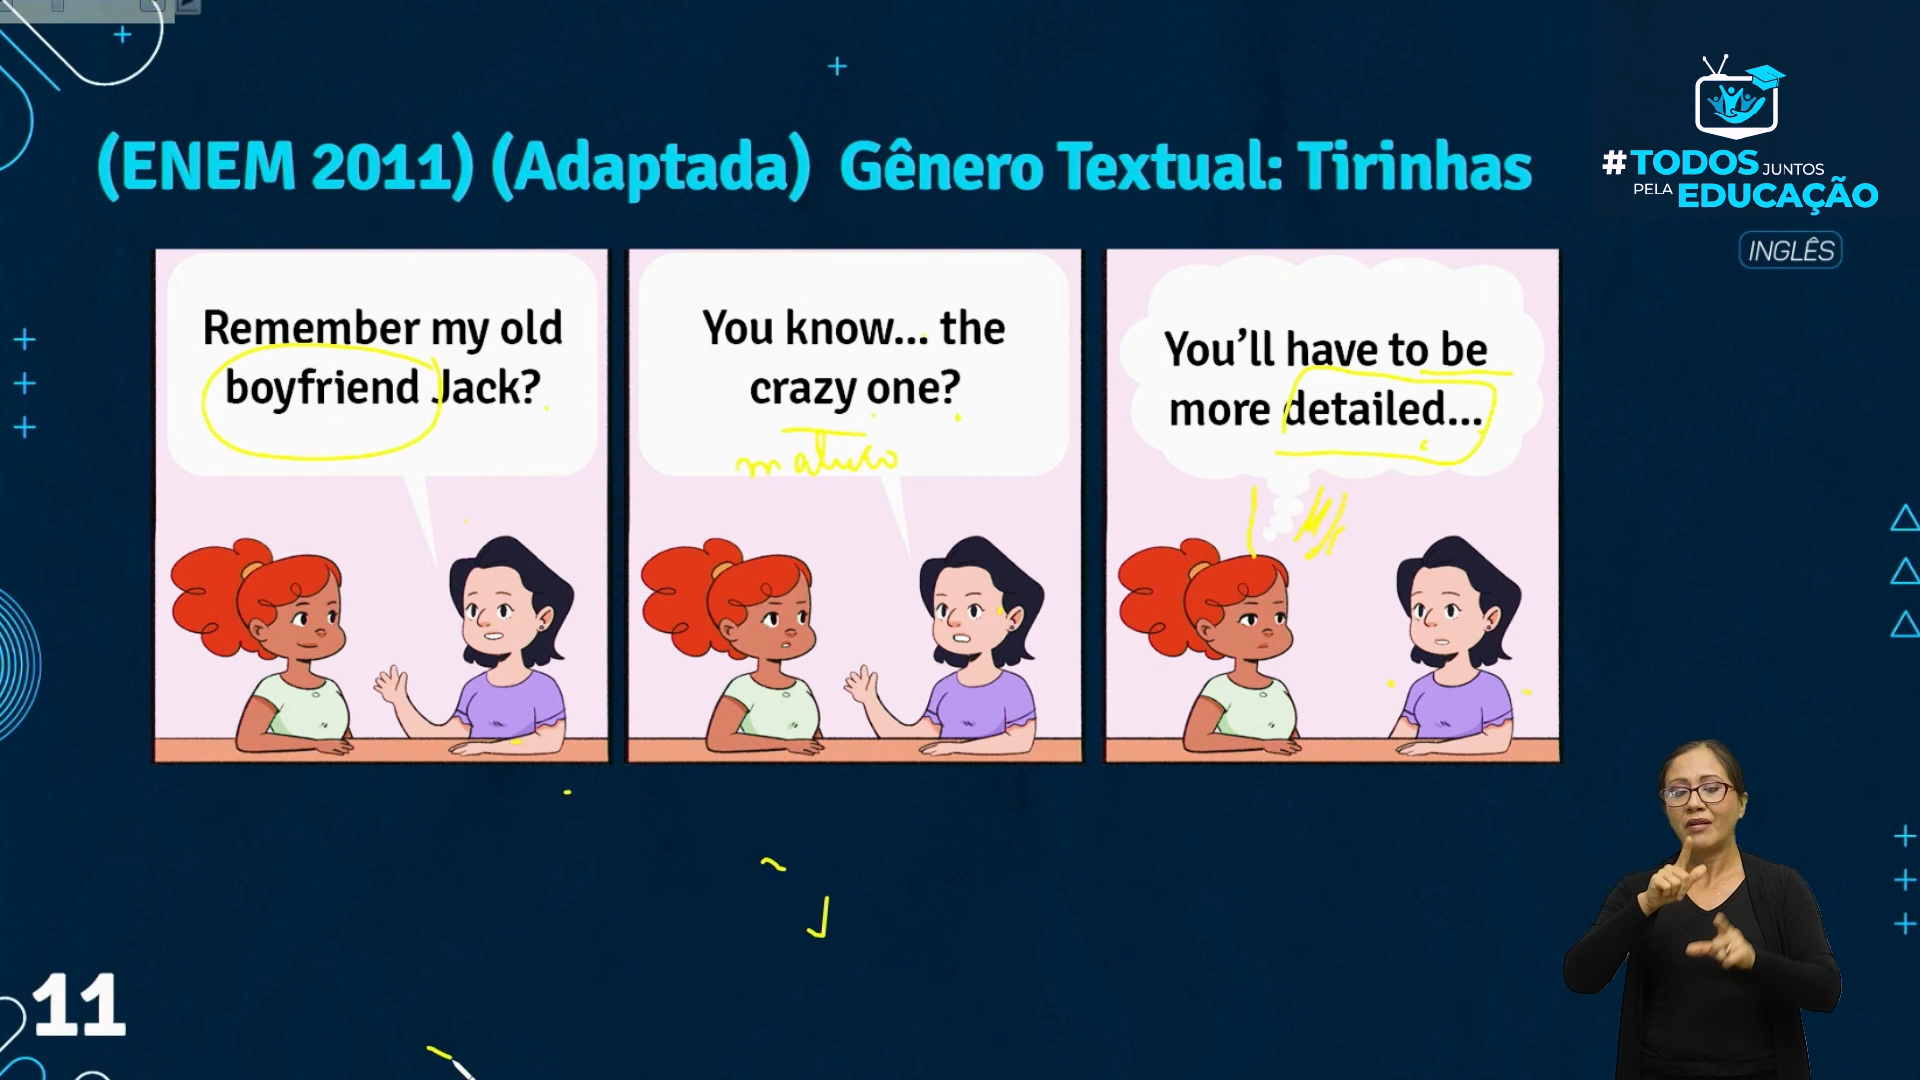 (ENEM 2011) (Adaptada) Gênero Textual: Tirinhas
#TODOS JUNTOS
PELA EDUCAÇÃO
INGLÊS
Remember my old
boyfriend Jack?
You know... the
crazy one?
maluco
You'll have to be
more detailed...
11